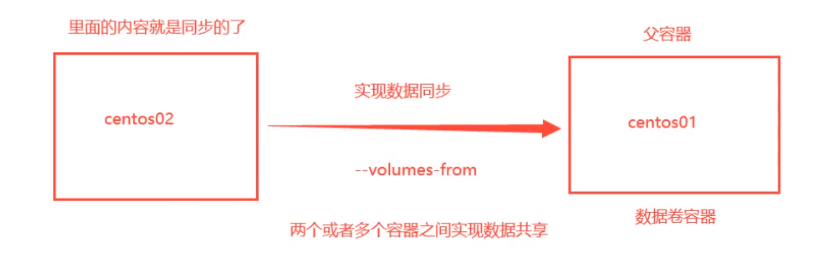 里面的内容就是同步的了
父容器
centos02
实现数据同步
centos01
--volumes-from
数据卷容器
两个或者多个容器之间实现数据共享